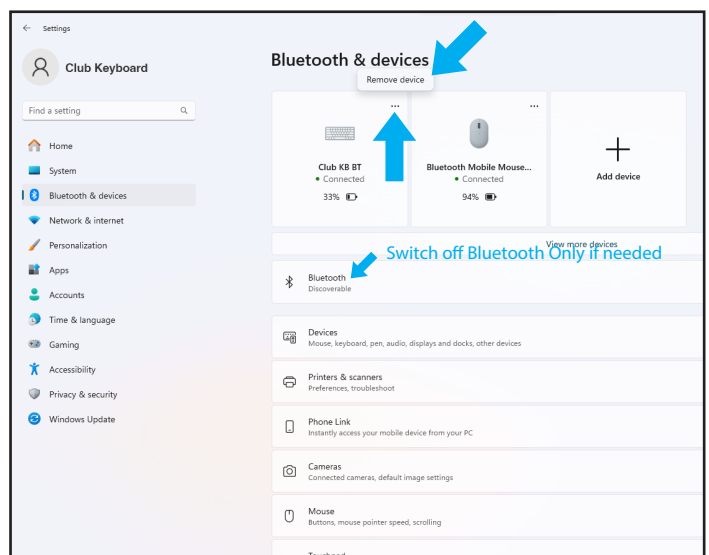 Settings
Club Keyboard
Find a setting
Home
System
Bluetooth & devices
Network & internet
Personalization
Apps
Accounts
Time & language
Gaming
Accessibility
Privacy & security
Windows Update
Bluetooth & devices
Remove device
Club KB BT
Connected
33%
Bluetooth Mobile Mouse...
Connected
94%
Add device
View more devices
Switch off Bluetooth Only if needed
Bluetooth
Discoverable
Devices
Mouse, keyboard, pen, audio, displays and docks, other devices
Printers & scanners
Preferences, troubleshoot
Phone Link
Instantly access your mobile device from your PC
Cameras
Connected cameras, default image settings
Mouse
Buttons, mouse pointer speed, scrolling